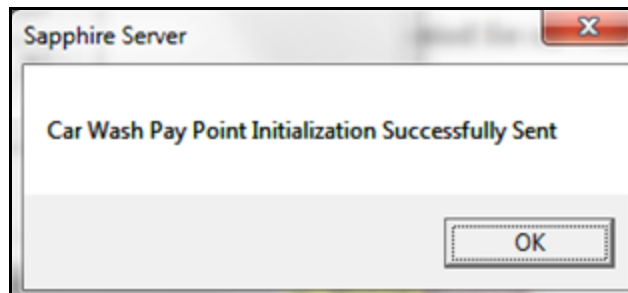 Sapphire Server
Car Wash Pay Point Initialization Successfully Sent
OK